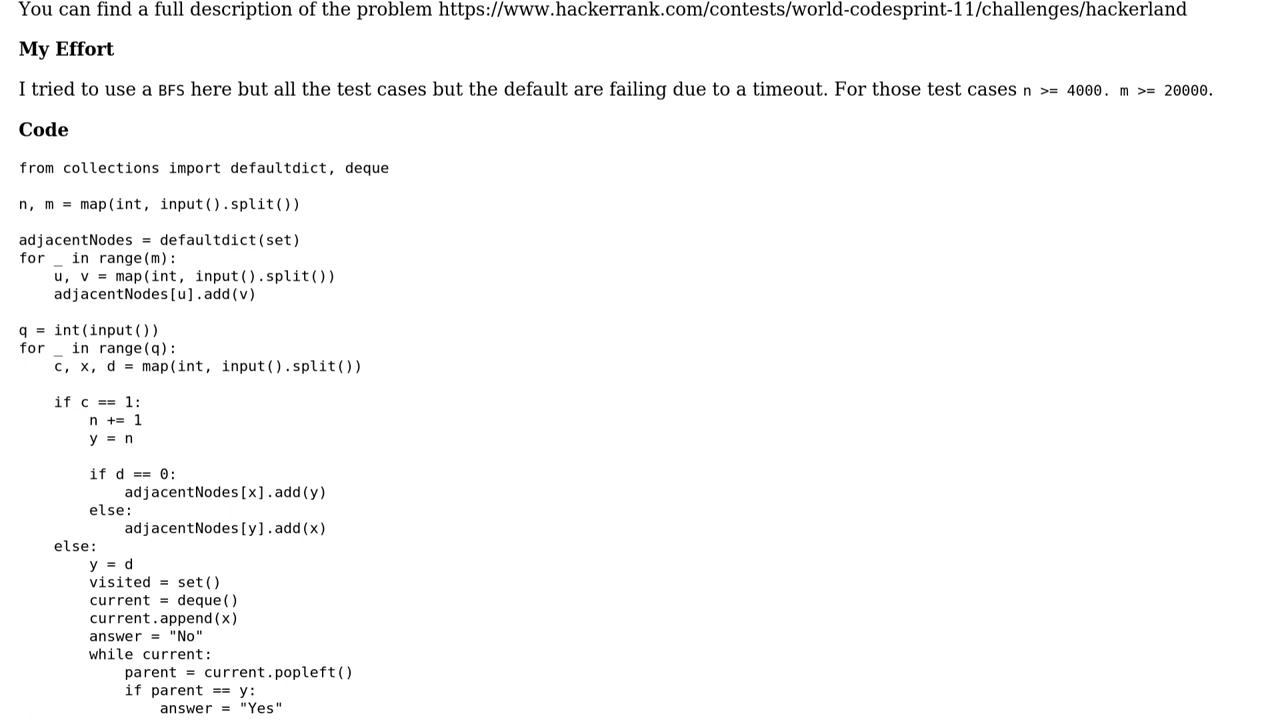 You can find a full description of the problem https://www.hackerrank.com/contests/world-codesprint-11/challenges/hackerland
My Effort
I tried to use a BFS here but all the test cases but the default are failing due to a timeout. For those test cases n >= 4000. m >= 20000.
Code
from collections import defaultdict, deque
n, m = map(int, input().split())
adjacentNodes = defaultdict(set)
for _ in range(m):
    u, v = map(int, input().split())
    adjacentNodes[u].add(v)
q = int(input())
for _ in range(q):
    c, x, d = map(int, input().split())
    if c == 1:
        n += 1
        y = n
        if d == 0:
            adjacentNodes[x].add(y)
        else:
            adjacentNodes[y].add(x)
    else:
        y = d
        visited = set()
        current = deque()
        current.append(x)
        answer = "No"
        while current:
            parent = current.popleft()
            if parent == y:
                answer = "Yes"